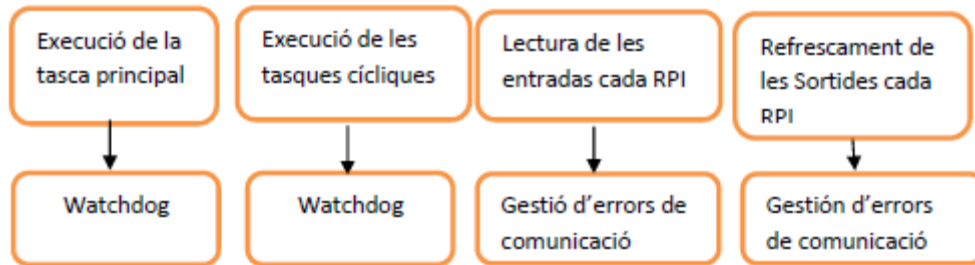 Execució de la
tasca principal
Execució de les
tasques cícliques
Lectura de les
entradas cada RPI
Refrescament de
les Sortides cada
RPI
Watchdog
Watchdog
Gestió d'errors de
comunicació
Gestión d'errors
de comunicació